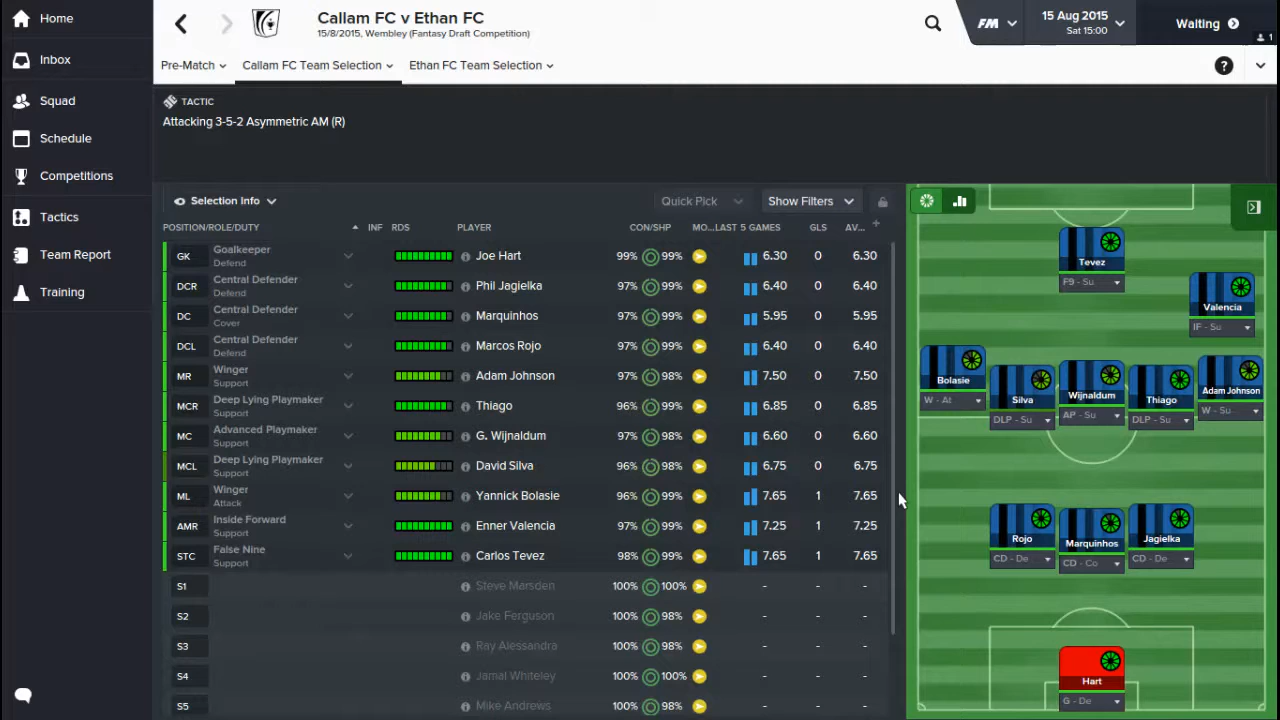 Home
Inbox
Squad
Schedule
Competitions
Tactics
Team Report
Training
Callam FC v Ethan FC
15/8/2015, Wembley (Fantasy Draft Competition)
FM
15 Aug 2015
Sat 15:00
Waiting
1
Pre-Match
Callam FC Team Selection
Ethan FC Team Selection
?
TACTIC
Attacking 3-5-2 Asymmetric AM (R)
Selection Info
Quick Pick
Show Filters
POSITION/ROLE/DUTY INF RDS PLAYER CON/SHP MO... LAST 5 GAMES GLS AV... +
GK Goalkeeper Defend Joe Hart 99% 99% 6.30 0 6.30
DCR Central Defender Defend Phil Jagielka 97% 99% 6.40 0 6.40
DC Central Defender Cover Marquinhos 97% 99% 5.95 0 5.95
DCL Central Defender Defend Marcos Rojo 97% 99% 6.40 0 6.40
MR Winger Support Adam Johnson 97% 98% 7.50 0 7.50
MCR Deep Lying Playmaker Support Thiago 96% 99% 6.85 0 6.85
MC Advanced Playmaker Support G. Wijnaldum 97% 98% 6.60 0 6.60
MCL Deep Lying Playmaker Support David Silva 96% 98% 6.75 0 6.75
ML Winger Attack Yannick Bolasie 96% 99% 7.65 1 7.65
AMR Inside Forward Support Enner Valencia 97% 99% 7.25 1 7.25
STC False Nine Support Carlos Tevez 98% 99% 7.65 1 7.65
S1 Steve Marsden 100% 100% - - -
S2 Jake Ferguson 100% 98% - - -
S3 Ray Alessandra 100% 98% - - -
S4 Jamal Whiteley 100% 100% - - -
S5 Mike Andrews 100% 98% - - -
Tevez
F9 - Su
Valencia
IF - Su
Bolasie
W - At
Silva
DLP - Su
Wijnaldum
AP - Su
Thiago
DLP - Su
Adam Johnson
W - Su
Rojo
CD - De
Marquinhos
CD - Co
Jagielka
CD - De
Hart
G - De